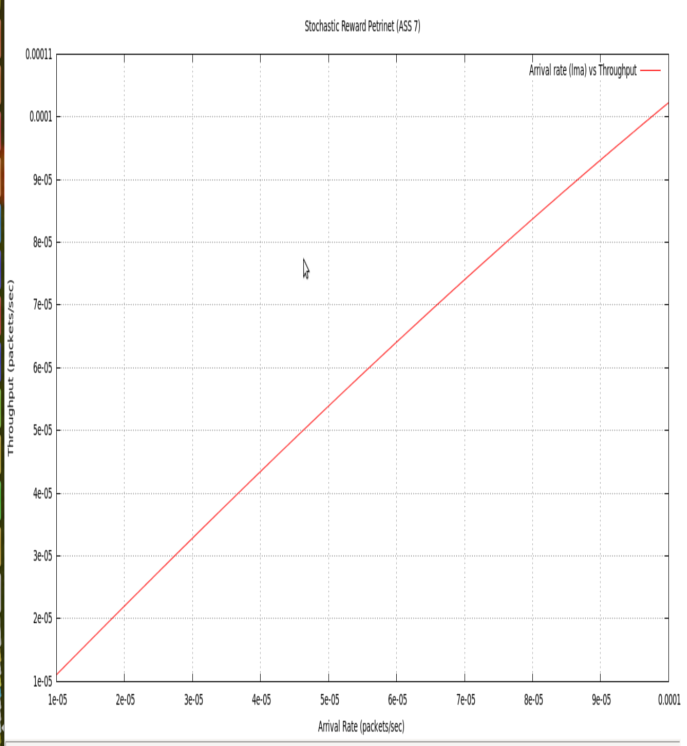 Stochastic Reward Petrinet (ASS 7)
Arrival rate (lma) vs Throughput
0.00011
0.0001
9e-05
8e-05
7e-05
6e-05
5e-05
4e-05
3e-05
2e-05
1e-05
Throughput (packets/sec)
1e-05 2e-05 3e-05 4e-05 5e-05 6e-05 7e-05 8e-05 9e-05 0.0001
Arrival Rate (packets/sec)